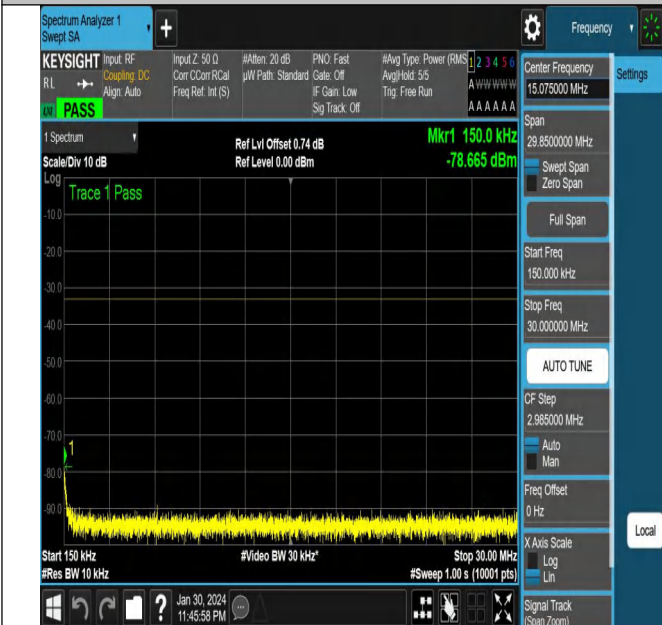 Spectrum Analyzer 1
Swept SA
Frequency
KEYSIGHT
RL
PASS
Input: RF
Coupling: DC
Align: Auto
Input Z: 50 Ω
Corr CCorr RCal
Freq Ref: Int (S)
#Atten: 20 dB
µW Path: Standard
PNO: Fast
Gate: Off
IF Gain: Low
Sig Track: Off
#Avg Type: Power (RMS
Avg|Hold: 5/5
Trig: Free Run
1 2 3 4 5 6
A W W W W W
A A A A A A
1 Spectrum
Scale/Div 10 dB
Ref Lvl Offset 0.74 dB
Ref Level 0.00 dBm
Mkr1 150.0 kHz
-78.665 dBm
Log
Trace 1 Pass
-10.0
-20.0
-30.0
-40.0
-50.0
-60.0
-70.0
1
-80.0
-90.0
Start 150 kHz
#Res BW 10 kHz
#Video BW 30 kHz*
Stop 30.00 MHz
#Sweep 1.00 s (10001 pts)
Jan 30, 2024
11:45:58 PM
Settings
Center Frequency
15.075000 MHz
Span
29.8500000 MHz
Swept Span
Zero Span
Full Span
Start Freq
150.000 kHz
Stop Freq
30.000000 MHz
AUTO TUNE
CF Step
2.985000 MHz
Auto
Man
Freq Offset
0 Hz
X Axis Scale
Log
Lin
Local
Signal Track
(Span Zoom)